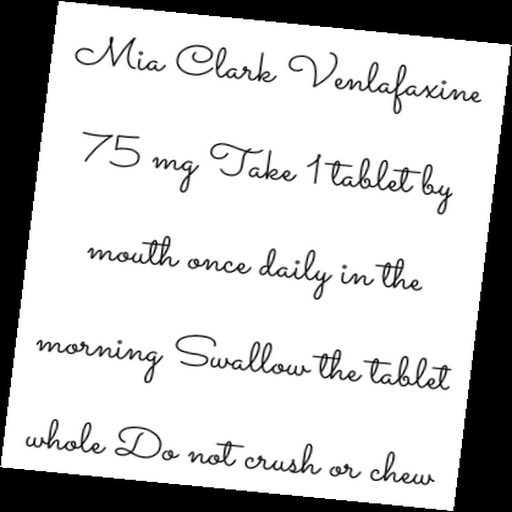 Mia Clark Venlafaxine
75 mg Take 1 tablet by
mouth once daily in the
morning Swallow the tablet
whole Do not crush or chew